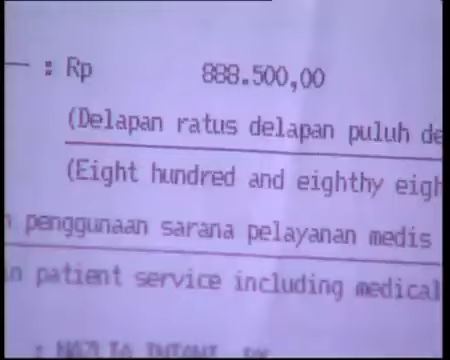 : Rp 888.500,00
(Delapan ratus delapan puluh de
(Eight hundred and eighthy eigh
n penggunaan sarana pelayanan medis
in patient service including medical